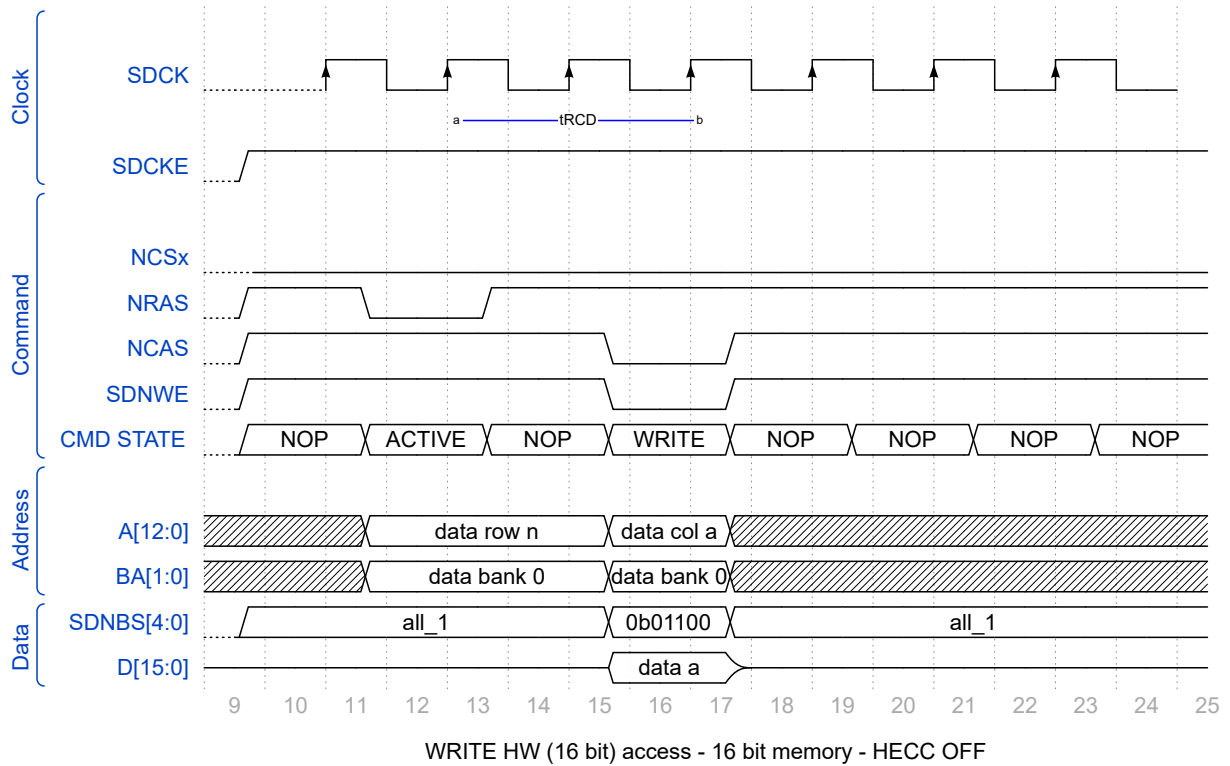 Clock
SDCK
a tRCD b
SDCKE
Command
NCSx
NRAS
NCAS
SDNWE
CMD STATE NOP ACTIVE NOP WRITE NOP NOP NOP NOP
Address
A[12:0] data row n data col a
BA[1:0] data bank 0 data bank 0
Data
SDNBS[4:0] all_1 0b01100 all_1
D[15:0] data a
9 10 11 12 13 14 15 16 17 18 19 20 21 22 23 24 25
WRITE HW (16 bit) access - 16 bit memory - HECC OFF